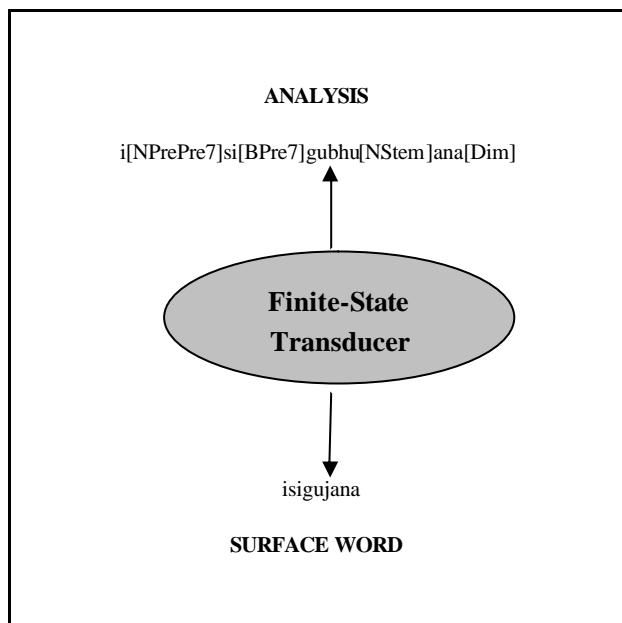 ANALYSIS
i[NPrePre7]si[BPre7]gubhu[NStem]ana[Dim]
Finite-State
Transducer
isigujana
SURFACE WORD